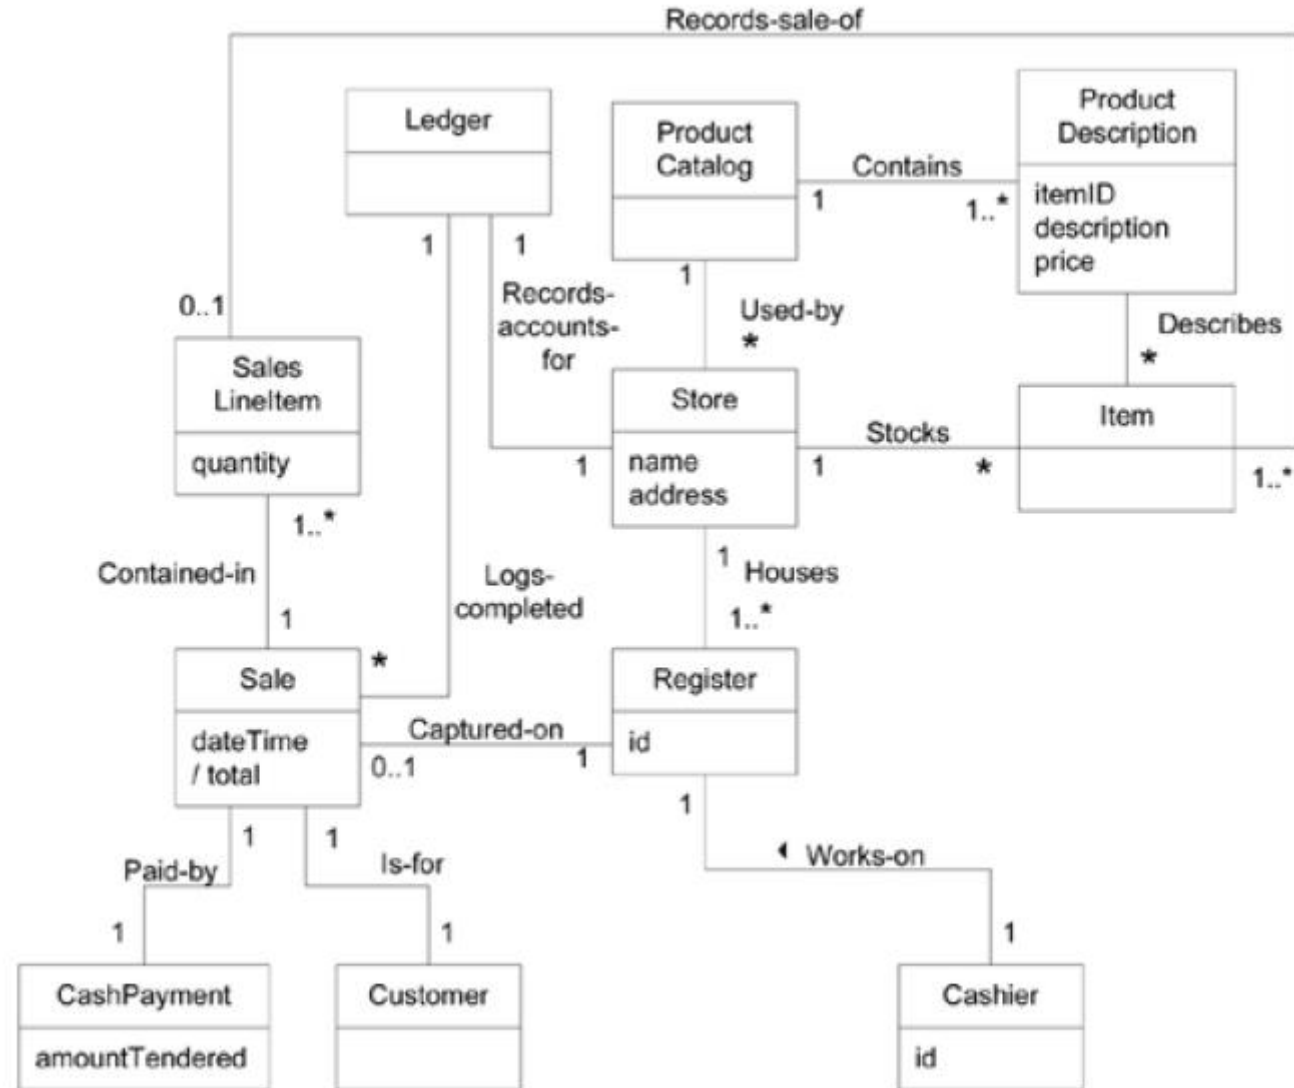 Records-sale-of
Ledger
Product
Catalog
Product
Description
Contains
1
1..*
itemID
description
price
1
1
1
Records-
accounts-
for
Used-by
*
Describes
*
0..1
Sales
LineItem
quantity
Store
name
address
Stocks
1
1
*
Item
1..*
1..*
Contained-in
1
Logs-
completed
*
1
Houses
1..*
Sale
dateTime
/ total
Captured-on
0..1
1
Register
id
1
1
1
Paid-by
Is-for
Works-on
1
1
1
CashPayment
amountTendered
Customer
Cashier
id